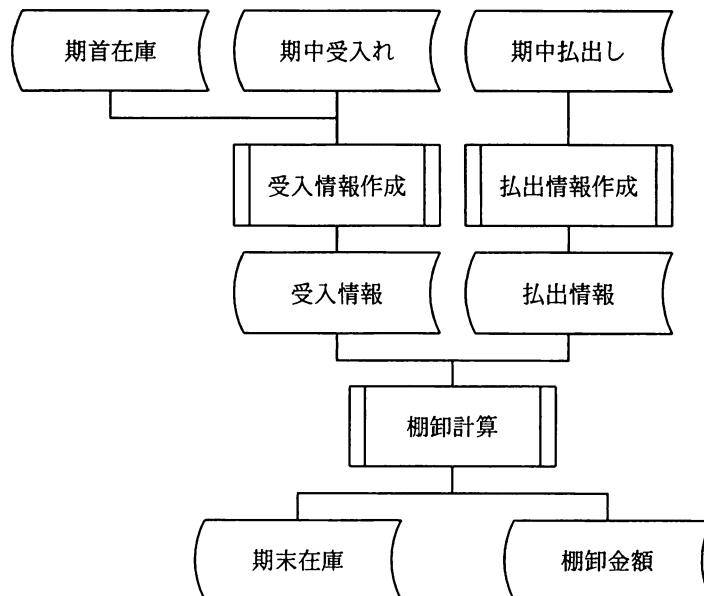 期首在庫
期中受入れ
期中払出し
受入情報作成
払出情報作成
受入情報
払出情報
棚卸計算
期末在庫
棚卸金額